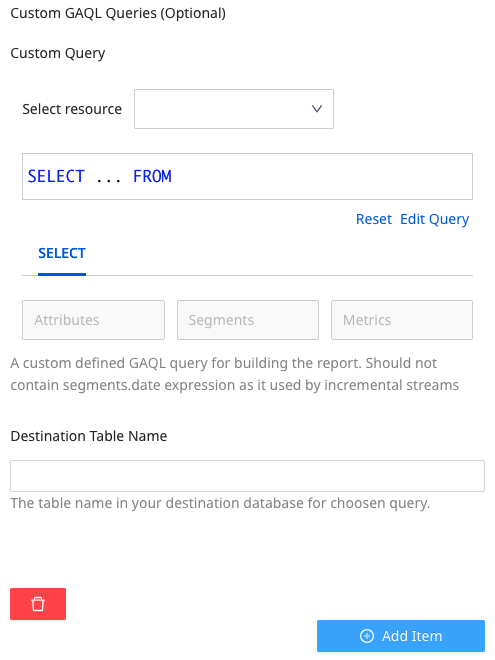 Custom GAQL Queries (Optional)
Custom Query
Select resource
SELECT ... FROM
Reset Edit Query
SELECT
Attributes Segments Metrics
A custom defined GAQL query for building the report. Should not
contain segments.date expression as it used by incremental streams
Destination Table Name
The table name in your destination database for choosen query.
Add Item